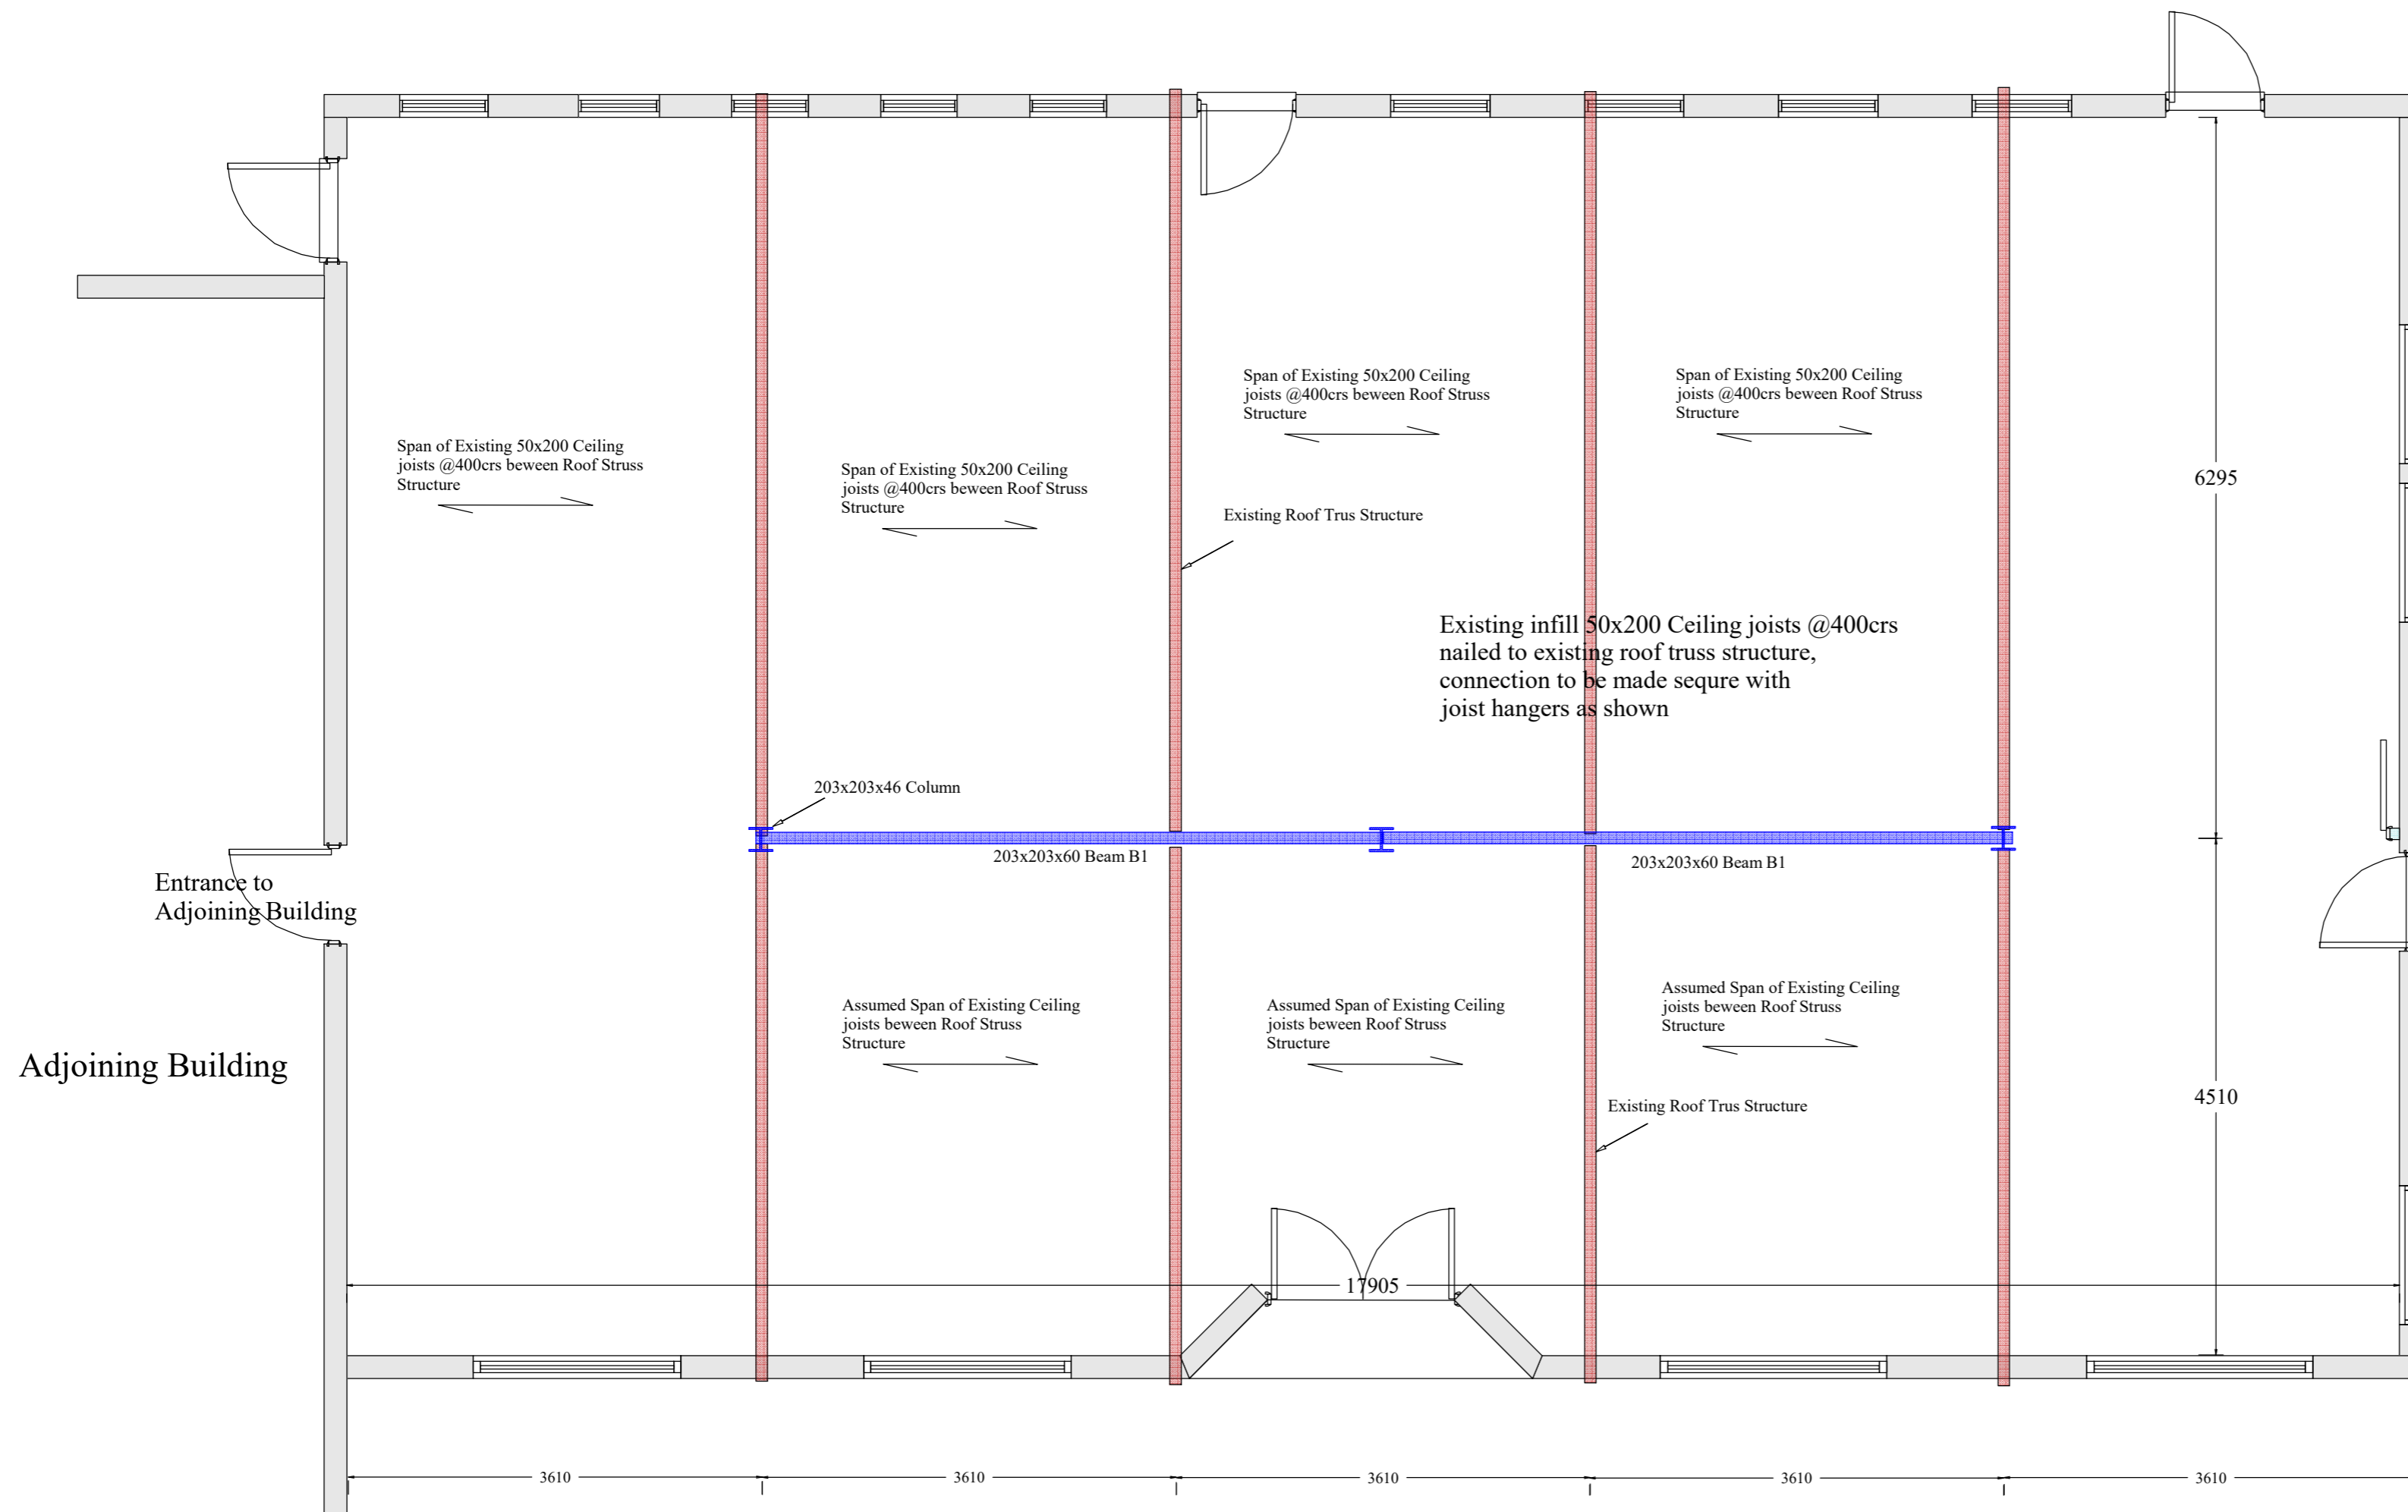 Span of Existing 50x200 Ceiling
joists @400crs beween Roof Struss
Structure
Span of Existing 50x200 Ceiling
joists @400crs beween Roof Struss
Structure
Span of Existing 50x200 Ceiling
joists @400crs beween Roof Struss
Structure
Span of Existing 50x200 Ceiling
joists @400crs beween Roof Struss
Structure
6295
Existing Roof Trus Structure
Existing infill 50x200 Ceiling joists @400crs
nailed to existing roof truss structure,
connection to be made sequre with
joist hangers as shown
203x203x46 Column
203x203x60 Beam B1
203x203x60 Beam B1
Entrance to
Adjoining Building
Adjoining Building
Assumed Span of Existing Ceiling
joists beween Roof Struss
Structure
Assumed Span of Existing Ceiling
joists beween Roof Struss
Structure
Assumed Span of Existing Ceiling
joists beween Roof Struss
Structure
4510
Existing Roof Trus Structure
17905
3610
3610
3610
3610
3610